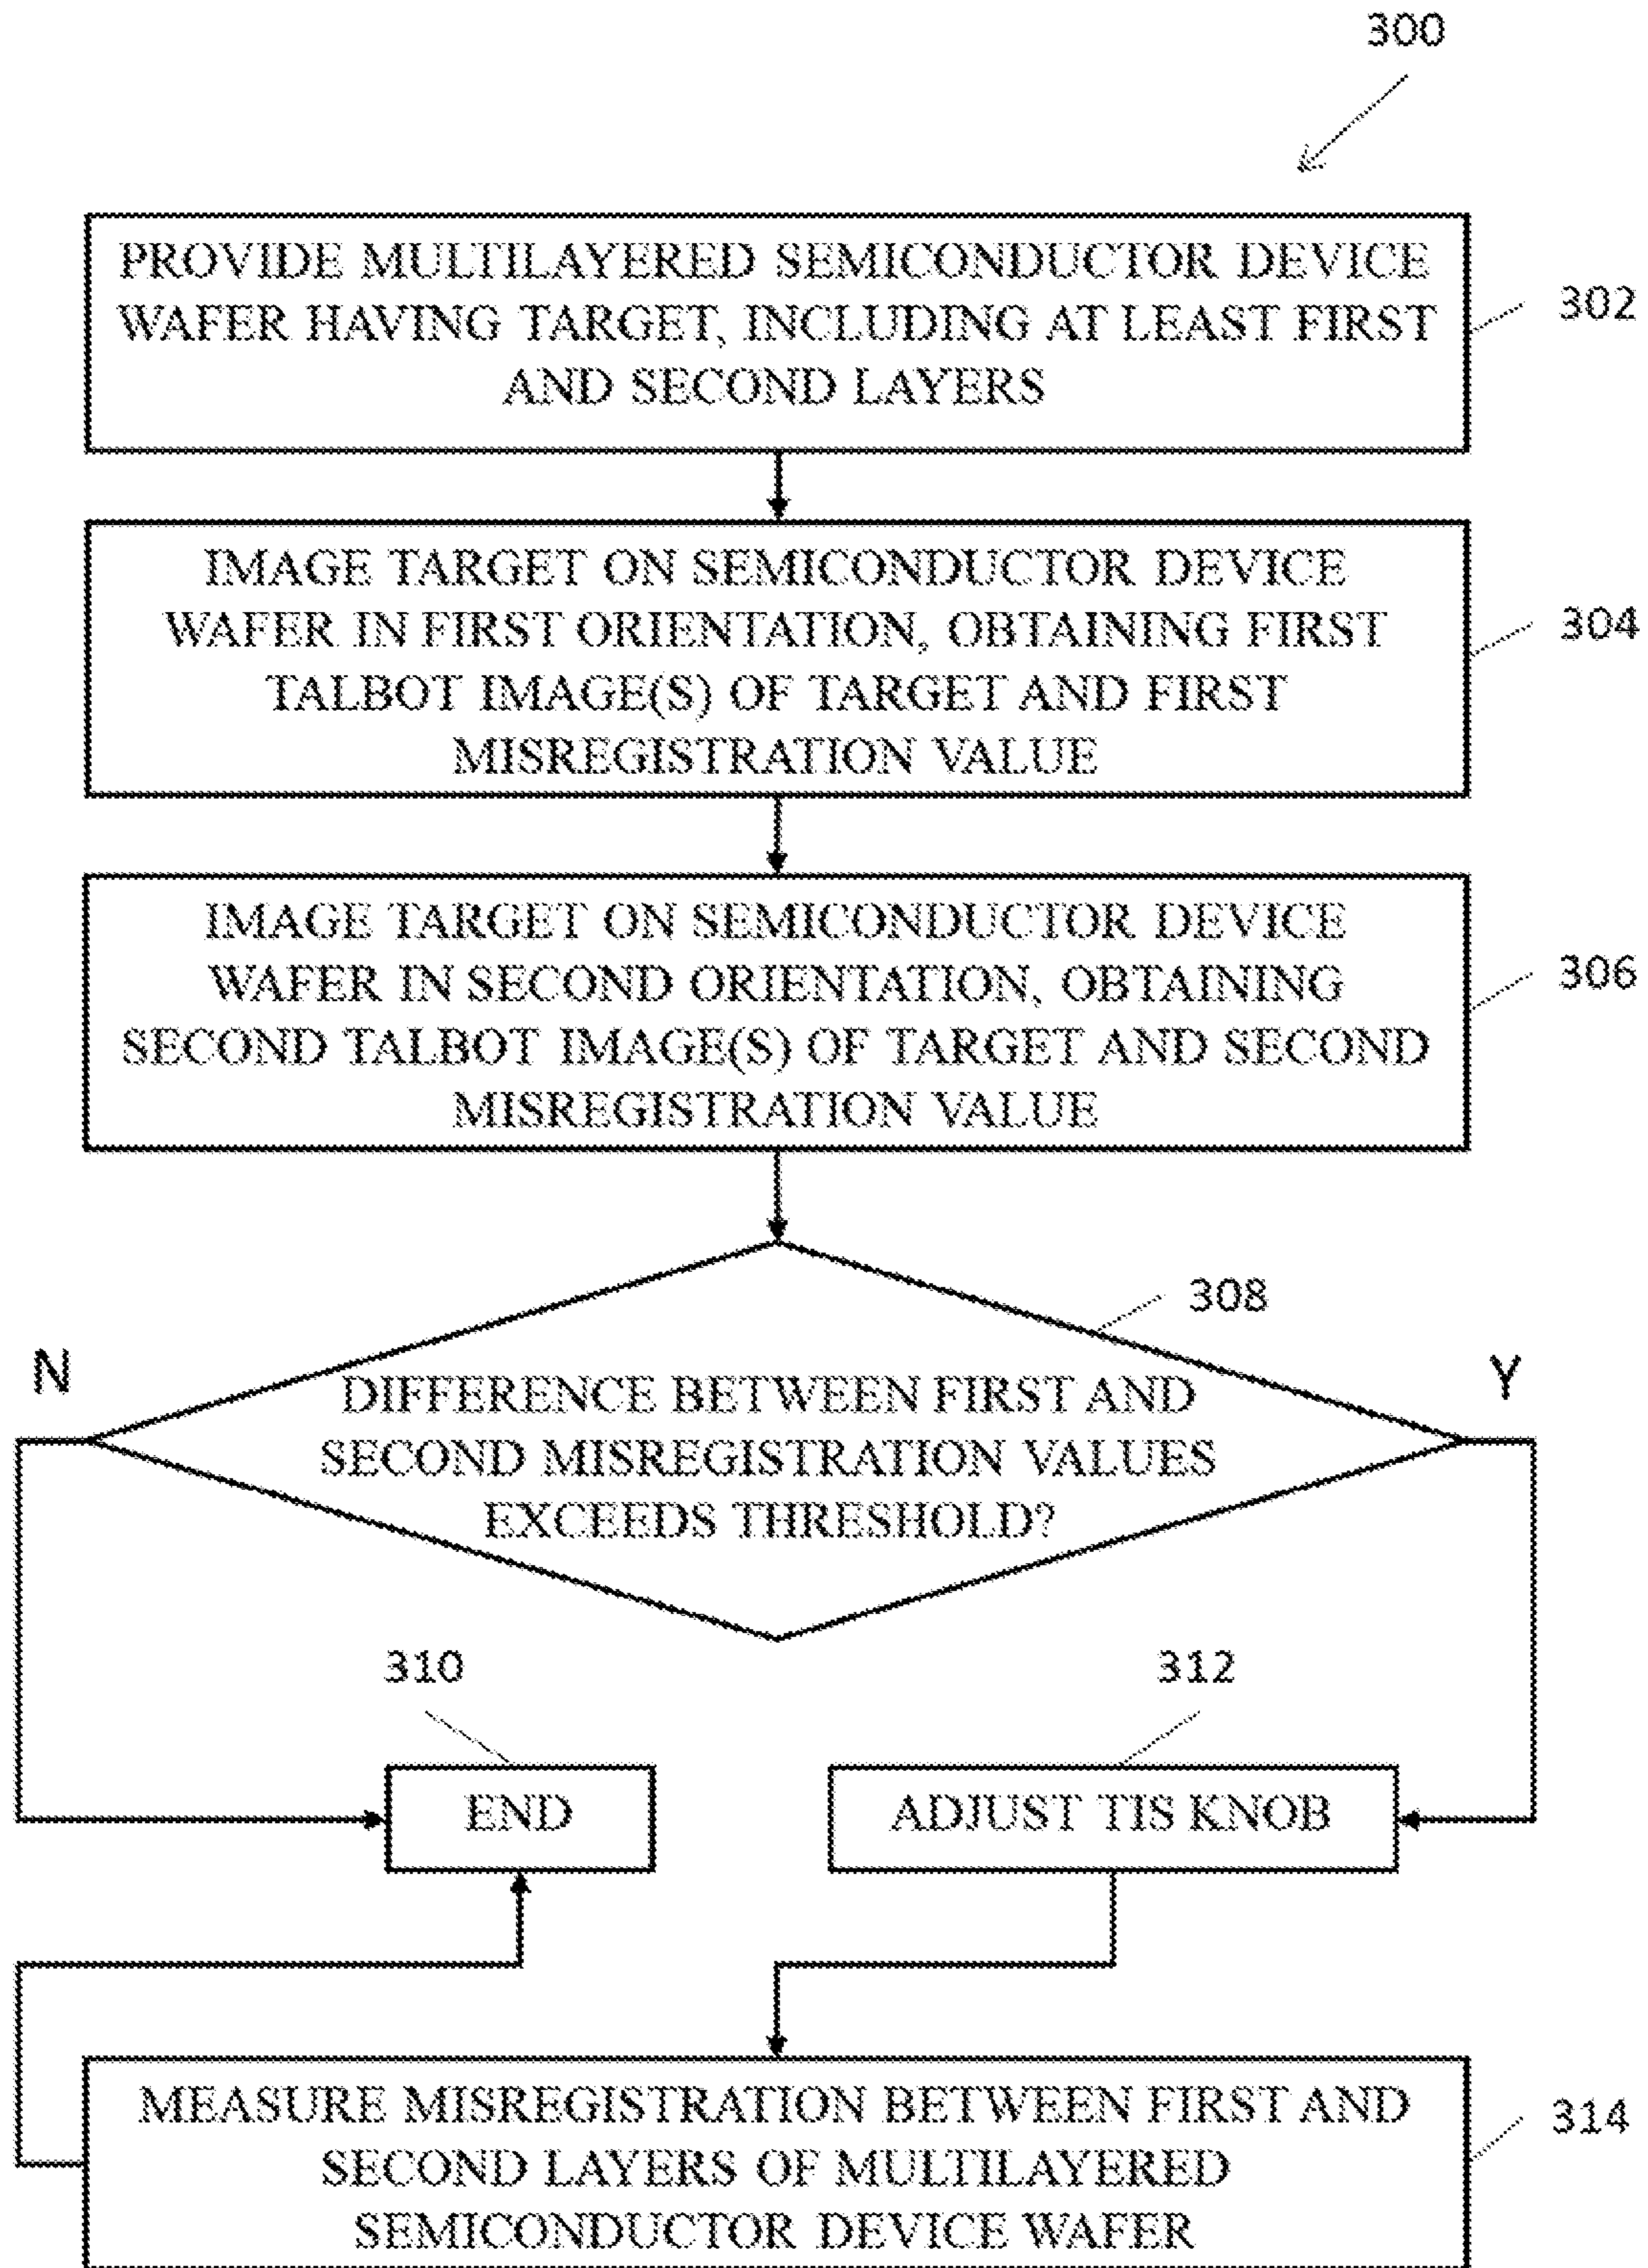 300
PROVIDE MULTILAYERED SEMICONDUCTOR DEVICE
WAFER HAVING TARGET, INCLUDING AT LEAST FIRST
AND SECOND LAYERS
302
IMAGE TARGET ON SEMICONDUCTOR DEVICE
WAFER IN FIRST ORIENTATION, OBTAINING FIRST
TALBOT IMAGE(S) OF TARGET AND FIRST
MISREGISTRATION VALUE
304
IMAGE TARGET ON SEMICONDUCTOR DEVICE
WAFER IN SECOND ORIENTATION, OBTAINING
SECOND TALBOT IMAGE(S) OF TARGET AND SECOND
MISREGISTRATION VALUE
306
308
N
Y
DIFFERENCE BETWEEN FIRST AND
SECOND MISREGISTRATION VALUES
EXCEEDS THRESHOLD?
310
312
END
ADJUST TIS KNOB
MEASURE MISREGISTRATION BETWEEN FIRST AND
SECOND LAYERS OF MULTILAYERED
SEMICONDUCTOR DEVICE WAFER
314